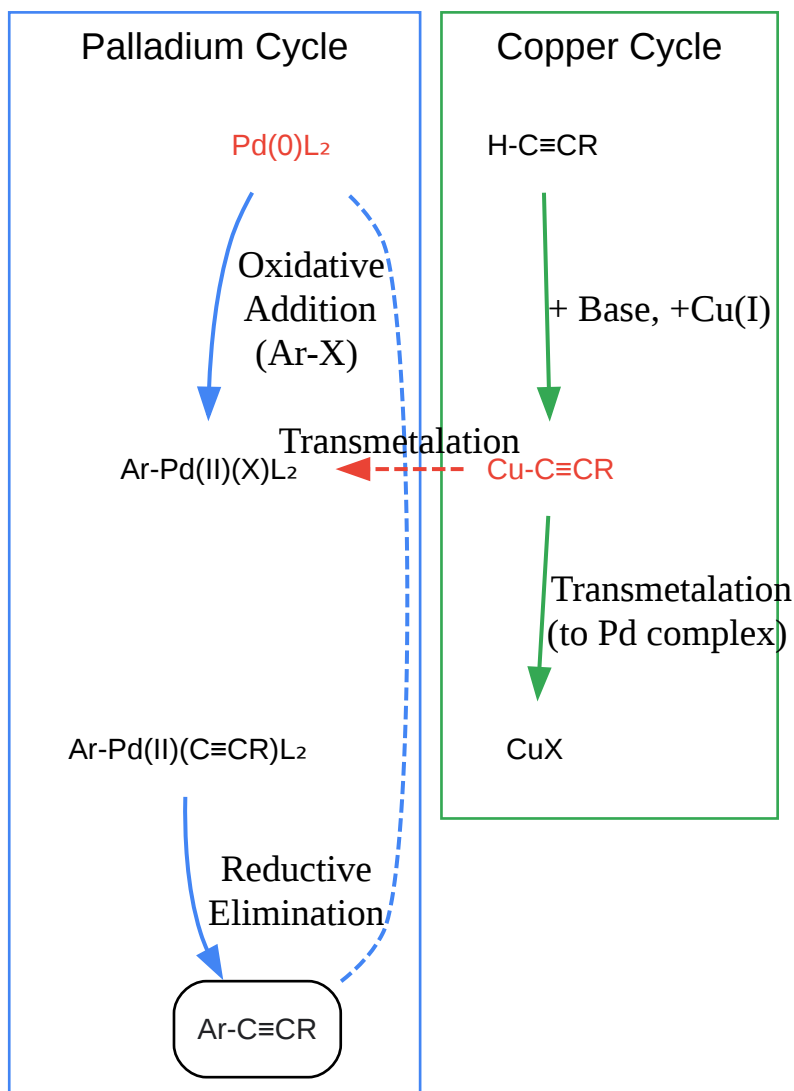 Palladium Cycle
Pd(0)L₂
Oxidative
Addition
(Ar-X)
Transmetalation
Ar-Pd(II)(X)L₂
Ar-Pd(II)(C≡CR)L₂
Reductive
Elimination
Ar-C≡CR
Copper Cycle
H-C≡CR
+ Base, +Cu(I)
Cu-C≡CR
Transmetalation
(to Pd complex)
CuX